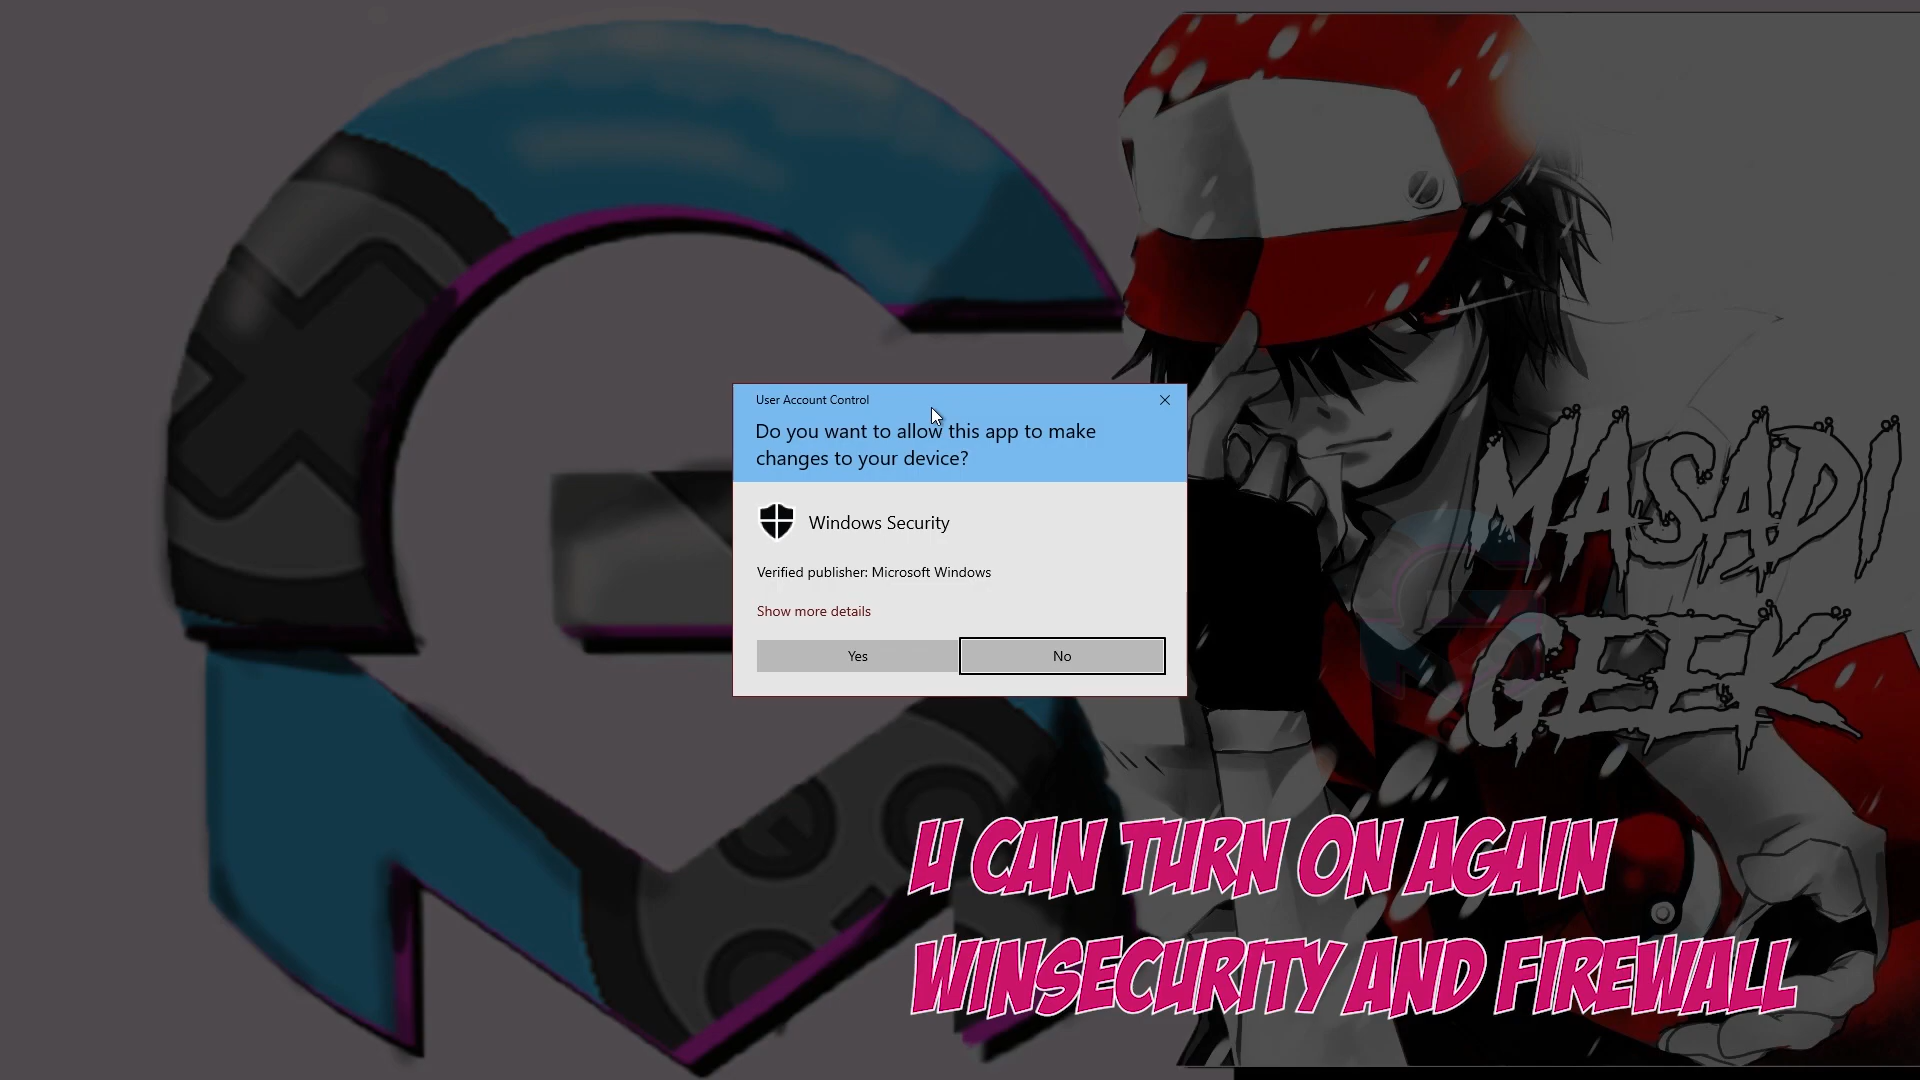 User Account Control
Do you want to allow this app to make
changes to your device?
Windows Security
Verified publisher: Microsoft Windows
Show more details
Yes No
MASADI
GEEK
U CAN TURN ON AGAIN
WINSECURITY AND FIREWALL